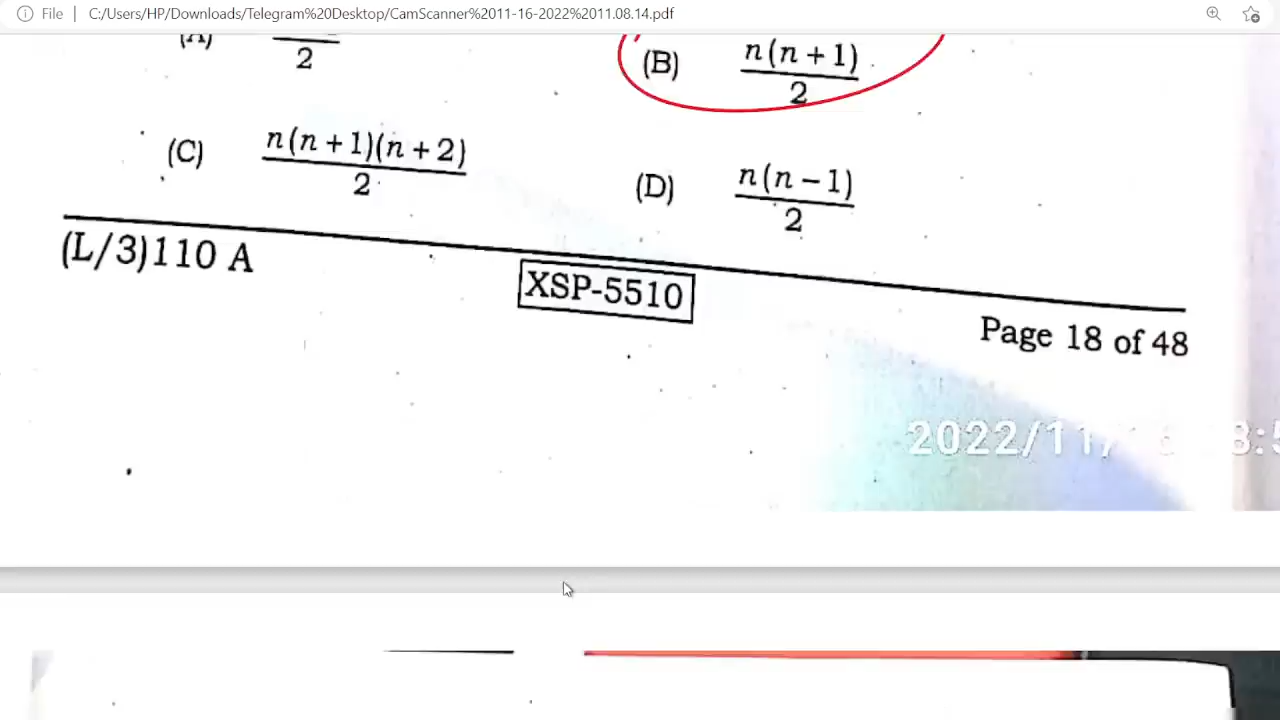 File | C:/Users/HP/Downloads/Telegram%20Desktop/CamScanner%2011-16-2022%2011.08.14.pdf
(A) 2
(B) n(n+1)/2
(C) n(n+1)(n+2)/2
(D) n(n−1)/2
(L/3)110 A
XSP-5510
Page 18 of 48
2022/11/